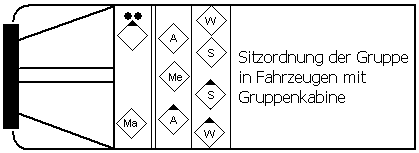 W
A
S
Me
Ma
A
S
W
Sitzordnung der Gruppe
in Fahrzeugen mit
Gruppenkabine